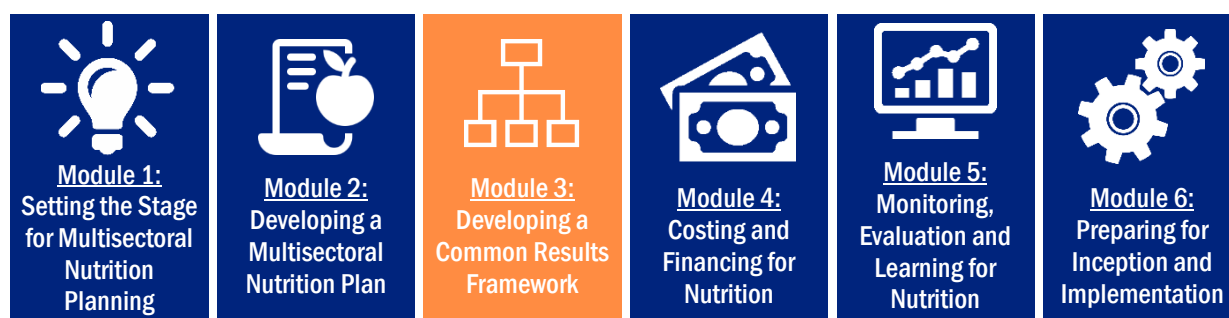 Module 1:
Setting the Stage
for Multisectoral
Nutrition
Planning
Module 2:
Developing a
Multisectoral
Nutrition Plan
Module 3:
Developing a
Common Results
Framework
Module 4:
Costing and
Financing for
Nutrition
Module 5:
Monitoring,
Evaluation and
Learning for
Nutrition
Module 6:
Preparing for
Inception and
Implementation